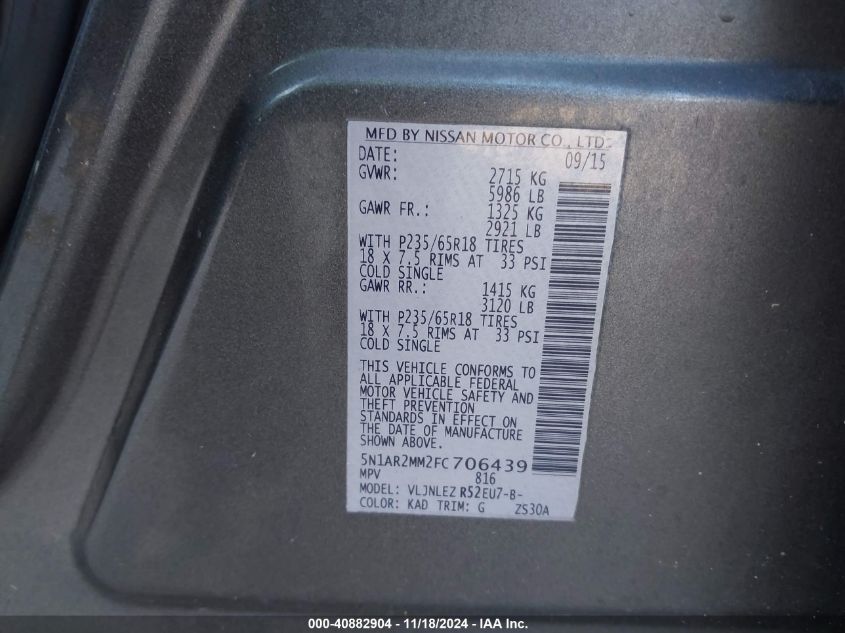 MFD BY NISSAN MOTOR CO., LTD.
DATE: 09/15
GVWR: 2715 KG
5986 LB
GAWR FR.: 1325 KG
2921 LB
WITH P235/65R18 TIRES
18 X 7.5 RIMS AT 33 PSI
COLD SINGLE
GAWR RR.: 1415 KG
3120 LB
WITH P235/65R18 TIRES
18 X 7.5 RIMS AT 33 PSI
COLD SINGLE
THIS VEHICLE CONFORMS TO
ALL APPLICABLE FEDERAL
MOTOR VEHICLE SAFETY AND
THEFT PREVENTION
STANDARDS IN EFFECT ON
THE DATE OF MANUFACTURE
SHOWN ABOVE.
5N1AR2MM2FC706439
MPV 816
MODEL: VLJNLEZ R52EU7-B-
COLOR: KAD TRIM: G ZS30A
000-40882904 - 11/18/2024 - IAA Inc.